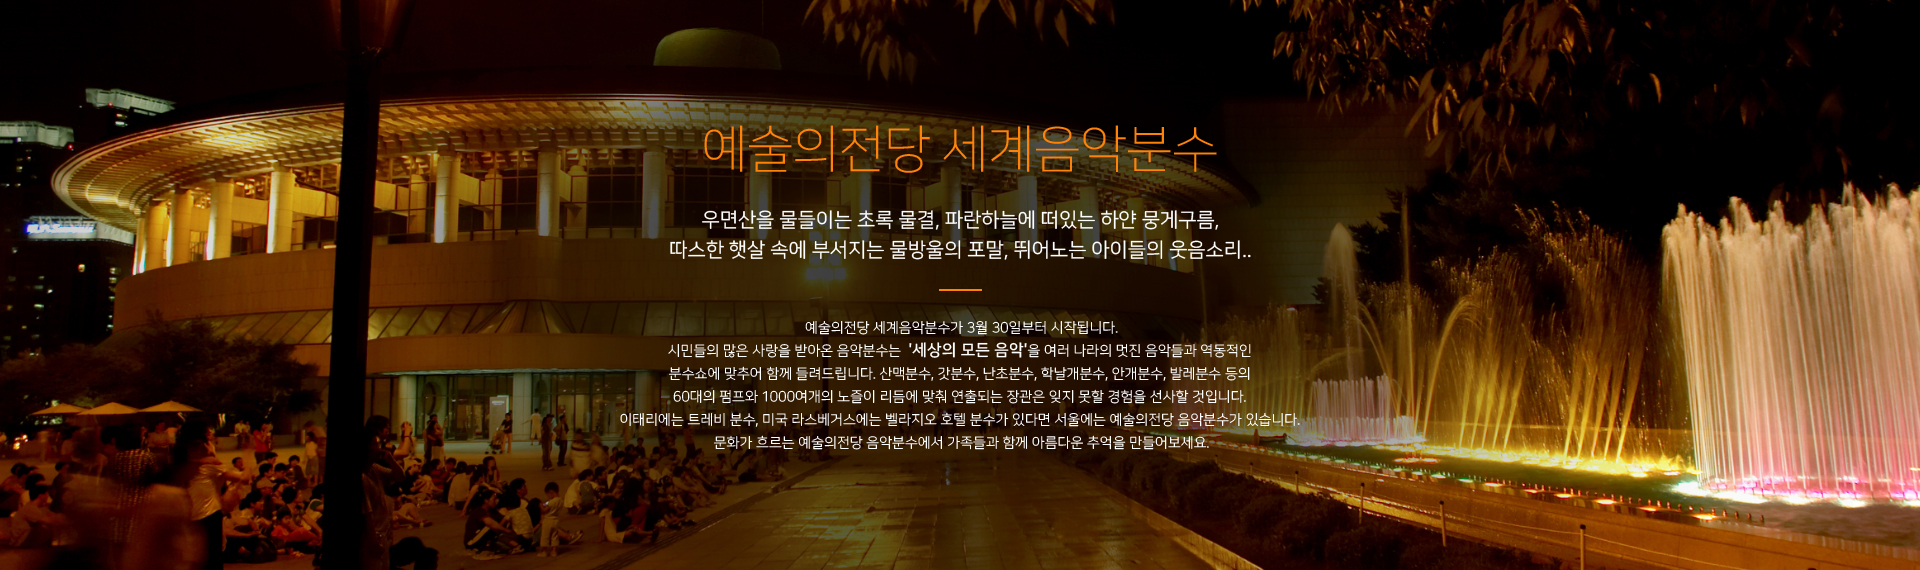 예술의전당 세계음악분수
우면산을 물들이는 초록 물결, 파란하늘에 떠있는 하얀 뭉게구름,
따스한 햇살 속에 부서지는 물방울의 포말, 뛰어노는 아이들의 웃음소리..
예술의전당 세계음악분수가 3월 30일부터 시작됩니다.
시민들의 많은 사랑을 받아온 음악분수는 '세상의 모든 음악'을 여러 나라의 멋진 음악들과 역동적인
분수쇼에 맞추어 함께 들려드립니다. 산맥분수, 갓분수, 난초분수, 학날개분수, 안개분수, 발레분수 등의
60대의 펌프와 1000여개의 노즐이 리듬에 맞춰 연출되는 장관은 잊지 못할 경험을 선사할 것입니다.
이태리에는 트레비 분수, 미국 라스베거스에는 벨라지오 호텔 분수가 있다면 서울에는 예술의전당 음악분수가 있습니다.
문화가 흐르는 예술의전당 음악분수에서 가족들과 함께 아름다운 추억을 만들어보세요.